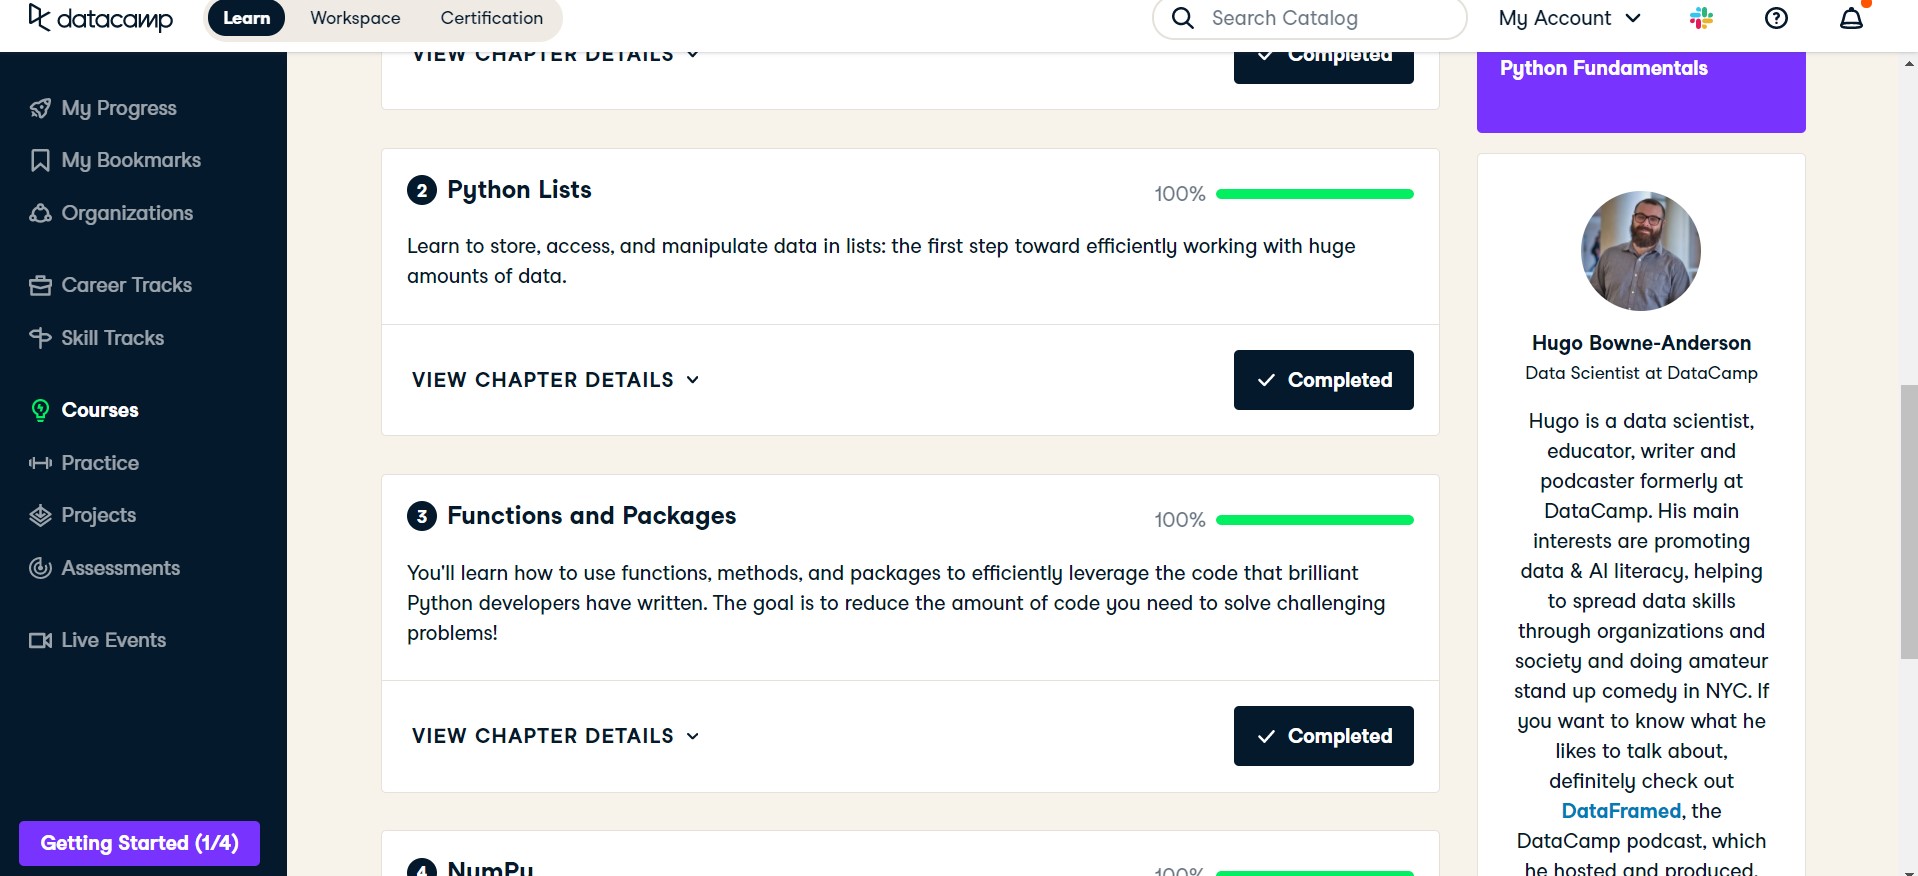 datacamp
Learn
Workspace
Certification
Search Catalog
My Account
My Progress
My Bookmarks
Organizations
Career Tracks
Skill Tracks
Courses
Practice
Projects
Assessments
Live Events
Getting Started (1/4)
VIEW CHAPTER DETAILS
Completed
2 Python Lists
100%
Learn to store, access, and manipulate data in lists: the first step toward efficiently working with huge
amounts of data.
VIEW CHAPTER DETAILS
Completed
3 Functions and Packages
100%
You'll learn how to use functions, methods, and packages to efficiently leverage the code that brilliant
Python developers have written. The goal is to reduce the amount of code you need to solve challenging
problems!
VIEW CHAPTER DETAILS
Completed
4 NumPy
100%
Python Fundamentals
Hugo Bowne-Anderson
Data Scientist at DataCamp
Hugo is a data scientist,
educator, writer and
podcaster formerly at
DataCamp. His main
interests are promoting
data & AI literacy, helping
to spread data skills
through organizations and
society and doing amateur
stand up comedy in NYC. If
you want to know what he
likes to talk about,
definitely check out
DataFramed, the
DataCamp podcast, which
he hosted and produced.